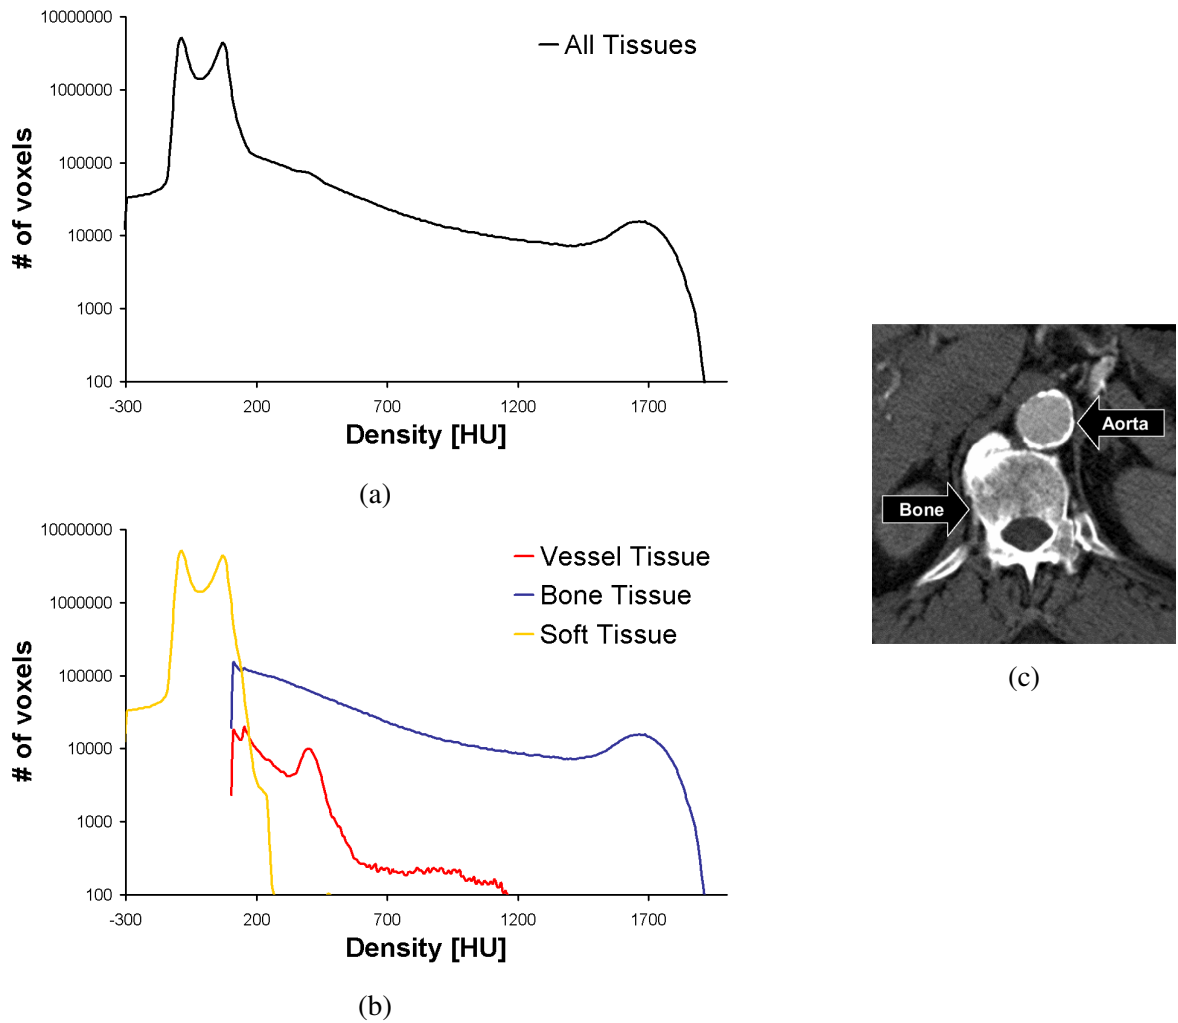 10000000
1000000
100000
10000
1000
100
# of voxels
All Tissues
-300 200 700 1200 1700
Density [HU]
(a)
10000000
1000000
100000
10000
1000
100
# of voxels
Vessel Tissue
Bone Tissue
Soft Tissue
-300 200 700 1200 1700
Density [HU]
(b)
Aorta
Bone
(c)